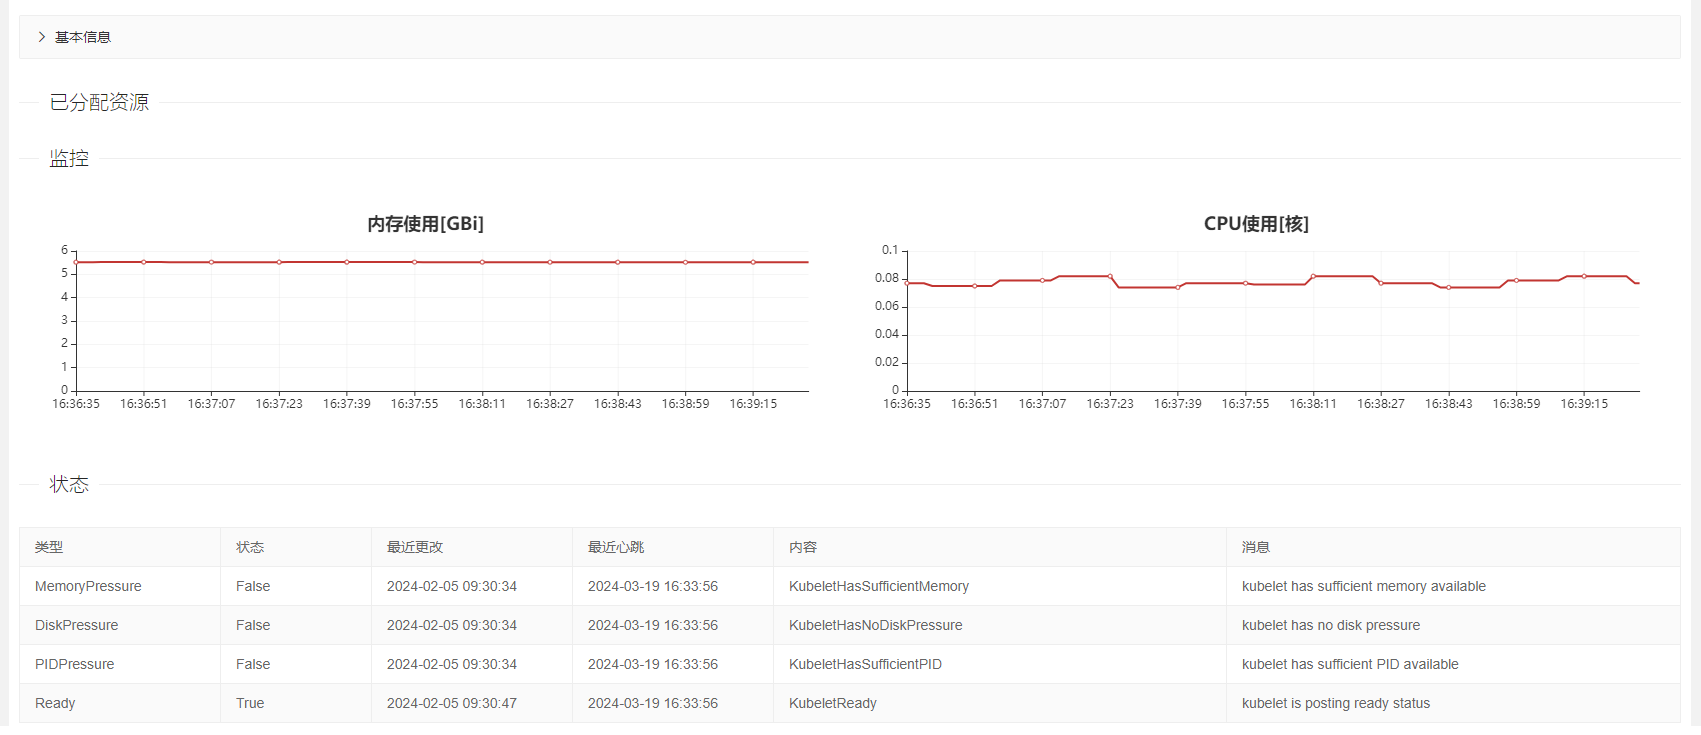 基本信息
已分配资源
监控
内存使用[GBi]
6
5
4
3
2
1
0
16:36:35 16:36:51 16:37:07 16:37:23 16:37:39 16:37:55 16:38:11 16:38:27 16:38:43 16:38:59 16:39:15
CPU使用[核]
0.1
0.08
0.06
0.04
0.02
0
16:36:35 16:36:51 16:37:07 16:37:23 16:37:39 16:37:55 16:38:11 16:38:27 16:38:43 16:38:59 16:39:15
状态
类型 状态 最近更改 最近心跳 内容 消息
MemoryPressure False 2024-02-05 09:30:34 2024-03-19 16:33:56 KubeletHasSufficientMemory kubelet has sufficient memory available
DiskPressure False 2024-02-05 09:30:34 2024-03-19 16:33:56 KubeletHasNoDiskPressure kubelet has no disk pressure
PIDPressure False 2024-02-05 09:30:34 2024-03-19 16:33:56 KubeletHasSufficientPID kubelet has sufficient PID available
Ready True 2024-02-05 09:30:47 2024-03-19 16:33:56 KubeletReady kubelet is posting ready status